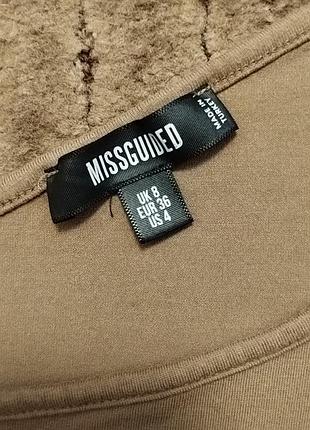 MISSGUIDED
MADE IN
TURKEY
UK 8
EUR 36
US 4